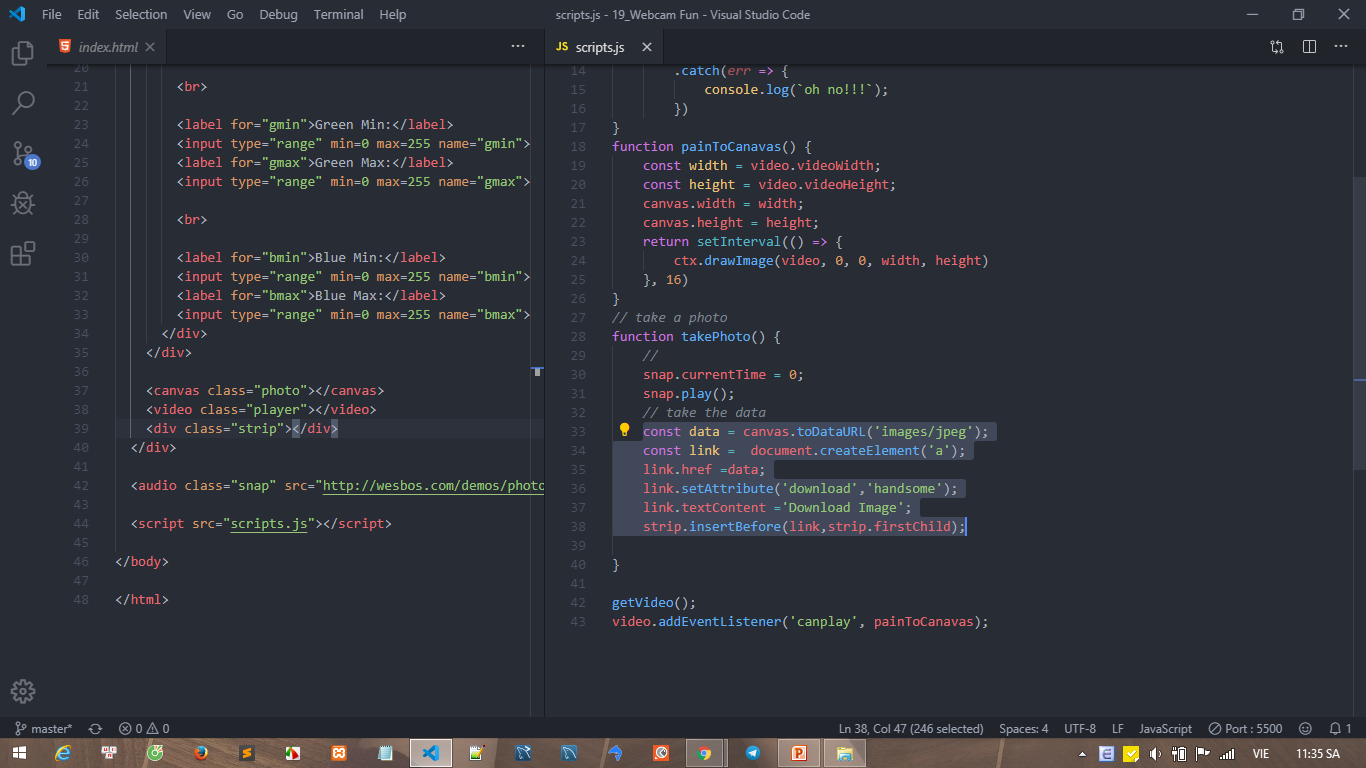 File Edit Selection View Go Debug Terminal Help
scripts.js - 19_Webcam Fun - Visual Studio Code
index.html
20
21 <br>
22
23 <label for="gmin">Green Min:</label>
24 <input type="range" min=0 max=255 name="gmin">
25 <label for="gmax">Green Max:</label>
26 <input type="range" min=0 max=255 name="gmax">
27
28 <br>
29
30 <label for="bmin">Blue Min:</label>
31 <input type="range" min=0 max=255 name="bmin">
32 <label for="bmax">Blue Max:</label>
33 <input type="range" min=0 max=255 name="bmax">
34 </div>
35 </div>
36
37 <canvas class="photo"></canvas>
38 <video class="player"></video>
39 <div class="strip"></div>
40 </div>
41
42 <audio class="snap" src="http://wesbos.com/demos/photo
43
44 <script src="scripts.js"></script>
45
46 </body>
47
48 </html>
JS scripts.js
14 .catch(err => {
15 console.log(`oh no!!!`);
16 })
17 }
18 function painToCanavas() {
19 const width = video.videoWidth;
20 const height = video.videoHeight;
21 canvas.width = width;
22 canvas.height = height;
23 return setInterval(() => {
24 ctx.drawImage(video, 0, 0, width, height)
25 }, 16)
26 }
27 // take a photo
28 function takePhoto() {
29 //
30 snap.currentTime = 0;
31 snap.play();
32 // take the data
33 const data = canvas.toDataURL('images/jpeg');
34 const link =  document.createElement('a');
35 link.href =data;
36 link.setAttribute('download','handsome');
37 link.textContent ='Download Image';
38 strip.insertBefore(link,strip.firstChild);
39
40 }
41
42 getVideo();
43 video.addEventListener('canplay', painToCanavas);
10
master* 0 0 Ln 38, Col 47 (246 selected) Spaces: 4 UTF-8 LF JavaScript Port : 5500 1
VIE 11:35 SA